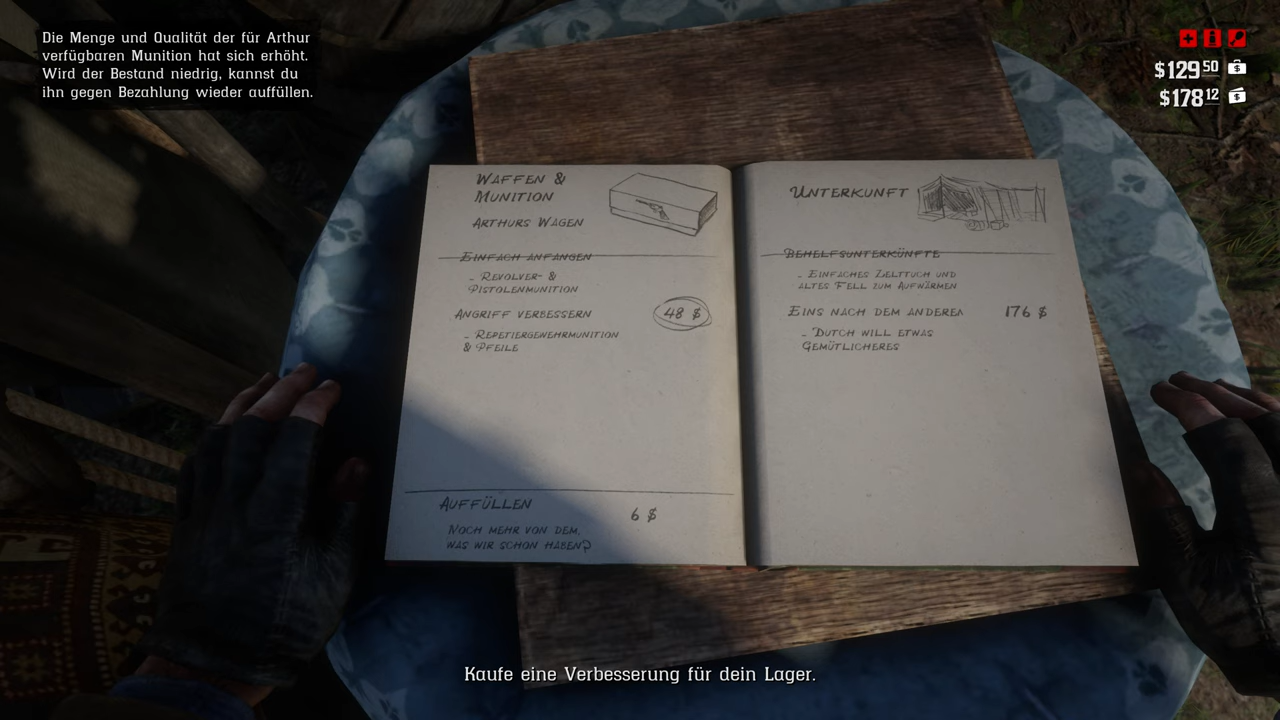 Die Menge und Qualität der für Arthur
verfügbaren Munition hat sich erhöht.
Wird der Bestand niedrig, kannst du
ihn gegen Bezahlung wieder auffüllen.
$129 50
$178 12
Waffen &
Munition
Arthurs Wagen
Einfach anfangen
- Revolver- &
Pistolenmunition
Angriff verbessern 48 $
- Repetiergewehrmunition
& Pfeile
Auffüllen
6 $
Noch mehr von dem,
was wir schon haben?
Unterkunft
Behelfsunterkünfte
- Einfaches Zelttuch und
altes Fell zum Aufwärmen
Eins nach dem anderen 176 $
- Dutch will etwas
Gemütlicheres
Kaufe eine Verbesserung für dein Lager.